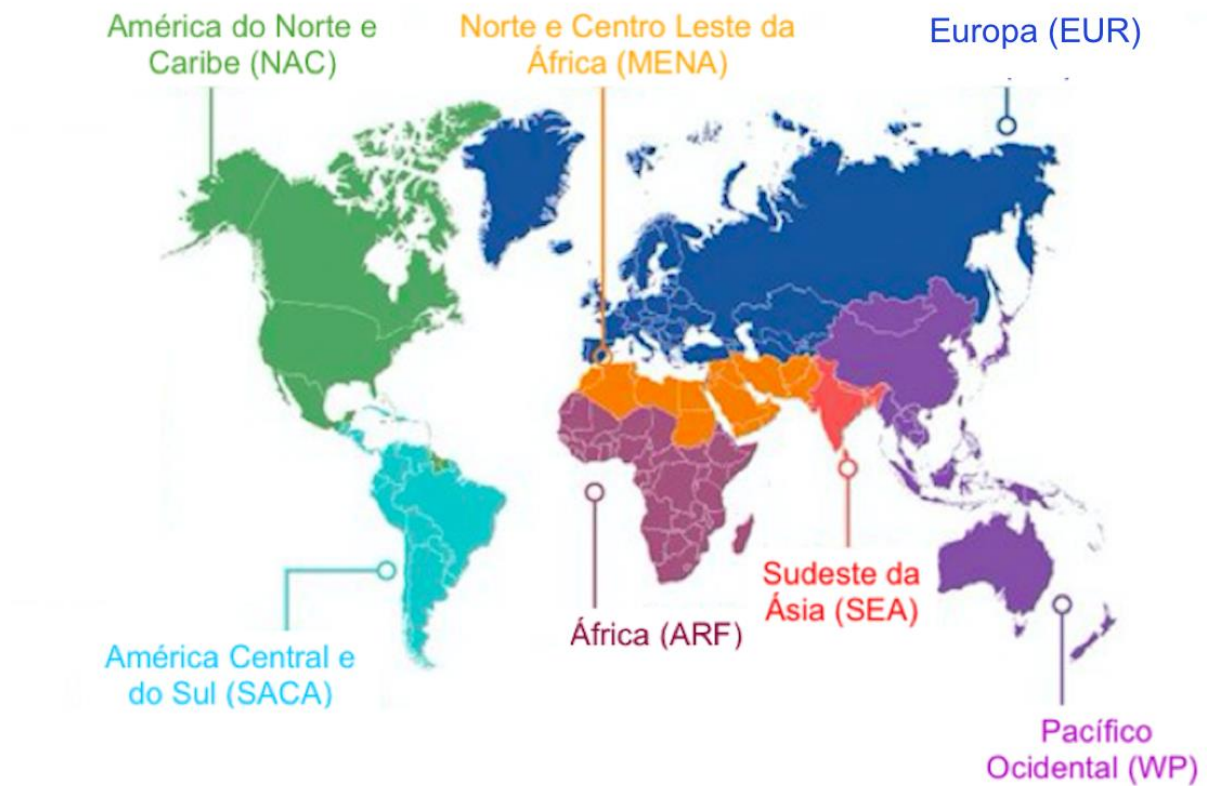 América do Norte e
Caribe (NAC)
Norte e Centro Leste da
África (MENA)
Europa (EUR)
Sudeste da
Ásia (SEA)
África (ARF)
América Central e
do Sul (SACA)
Pacífico
Ocidental (WP)